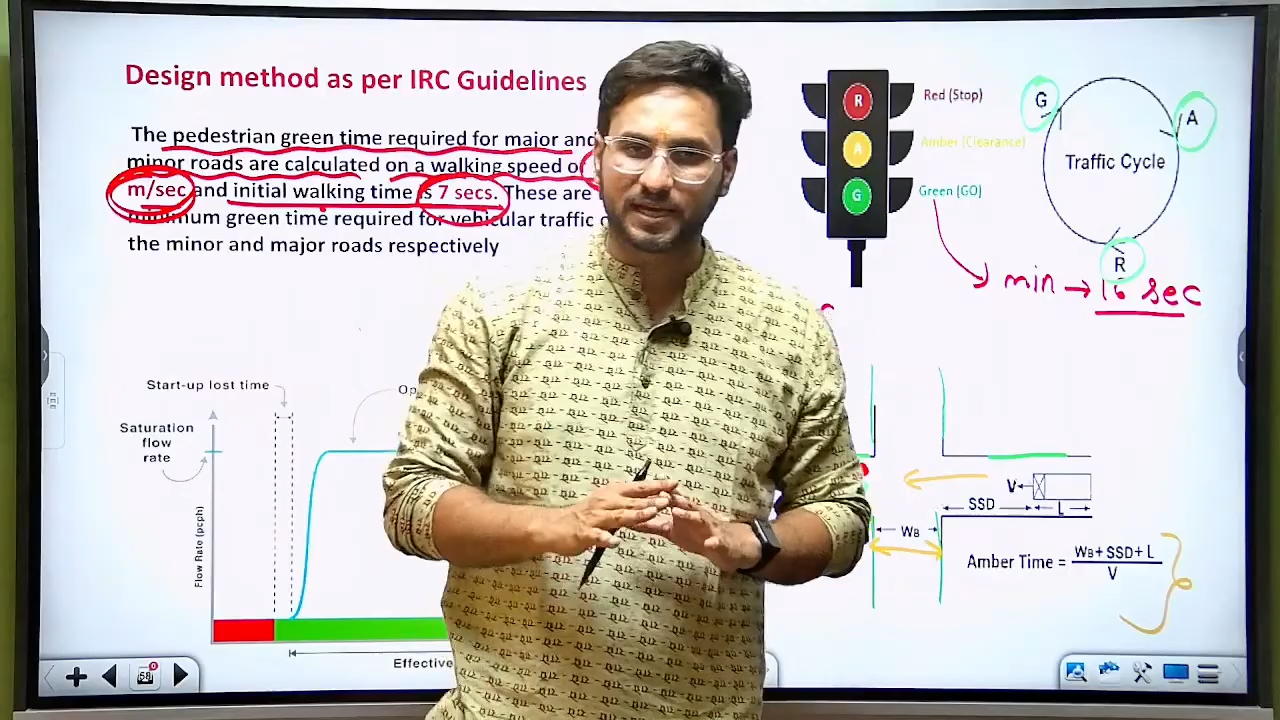 Design method as per IRC Guidelines
The pedestrian green time required for major and
minor roads are calculated on a walking speed
m/sec and initial walking time is 7 secs. These are
minimum green time required for vehicular traffic
the minor and major roads respectively
R
A
G
Red (Stop)
Amber (Clearance)
Green (GO)
G
A
Traffic Cycle
R
min → 16 sec
Start-up lost time
Saturation
flow
rate
Flow Rate (pcph)
Effective
V
SSD
L
WB
Amber Time = WB + SSD + L
V
58